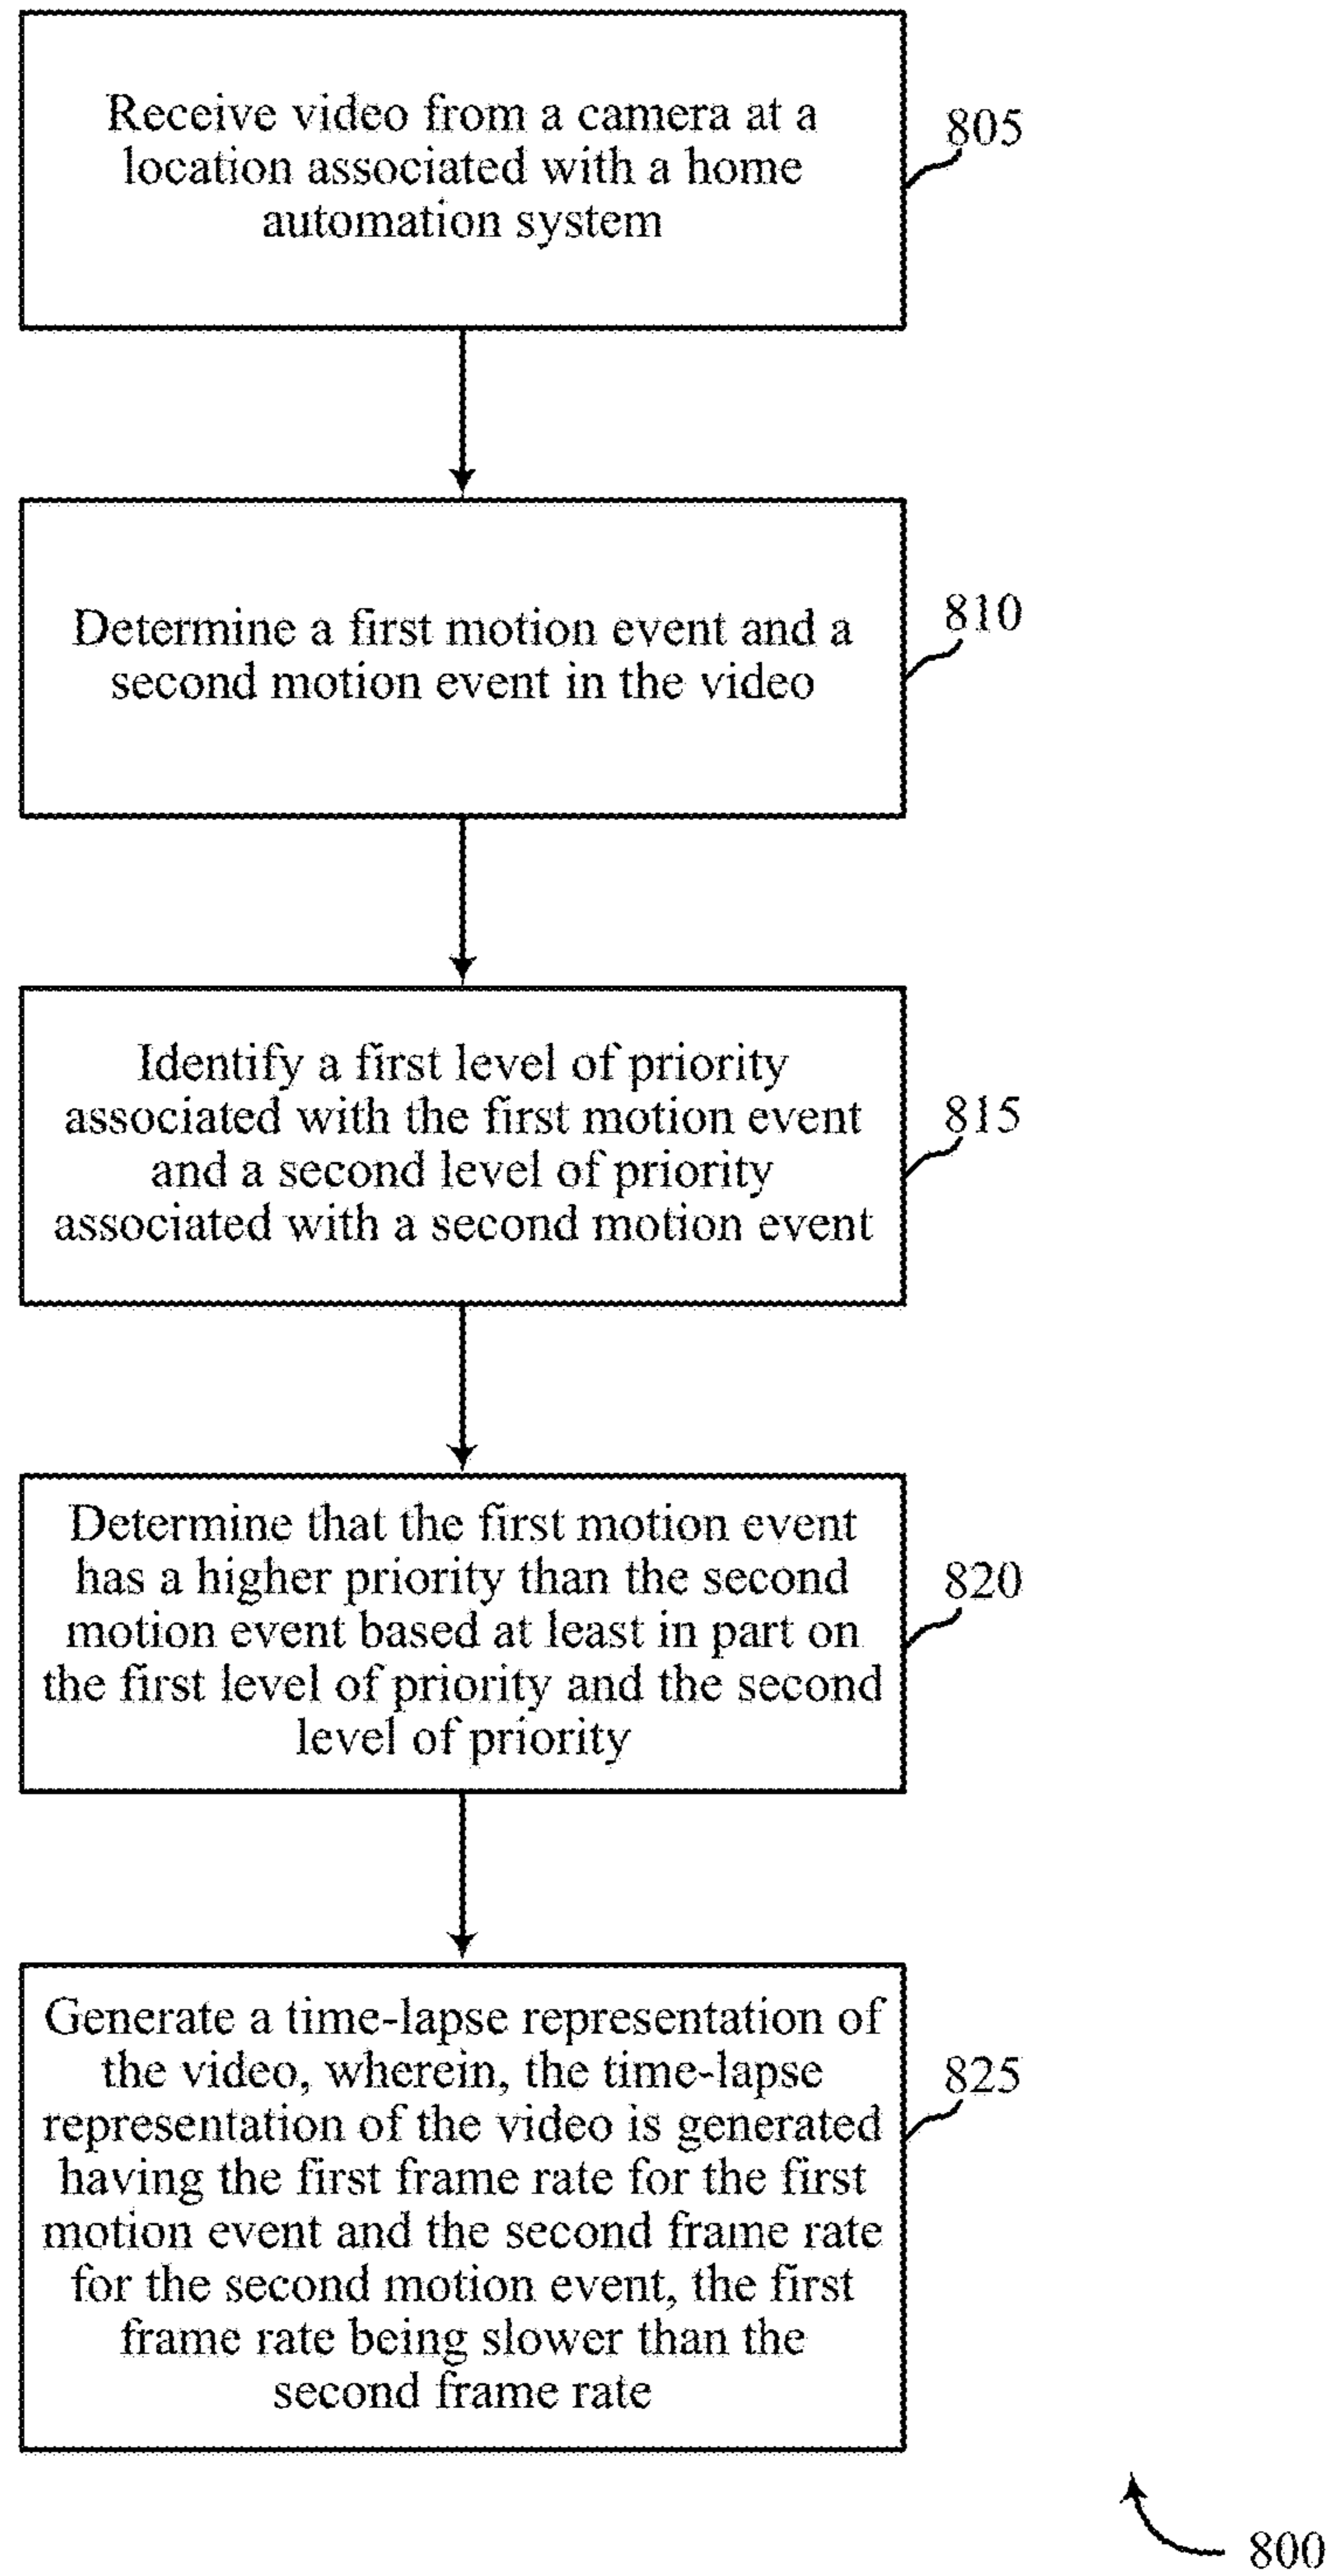 Receive video from a camera at a
location associated with a home
automation system
805
Determine a first motion event and a
second motion event in the video
810
Identify a first level of priority
associated with the first motion event
and a second level of priority
associated with a second motion event
815
Determine that the first motion event
has a higher priority than the second
motion event based at least in part on
the first level of priority and the second
level of priority
820
Generate a time-lapse representation of
the video, wherein, the time-lapse
representation of the video is generated
having the first frame rate for the first
motion event and the second frame rate
for the second motion event, the first
frame rate being slower than the
second frame rate
825
800